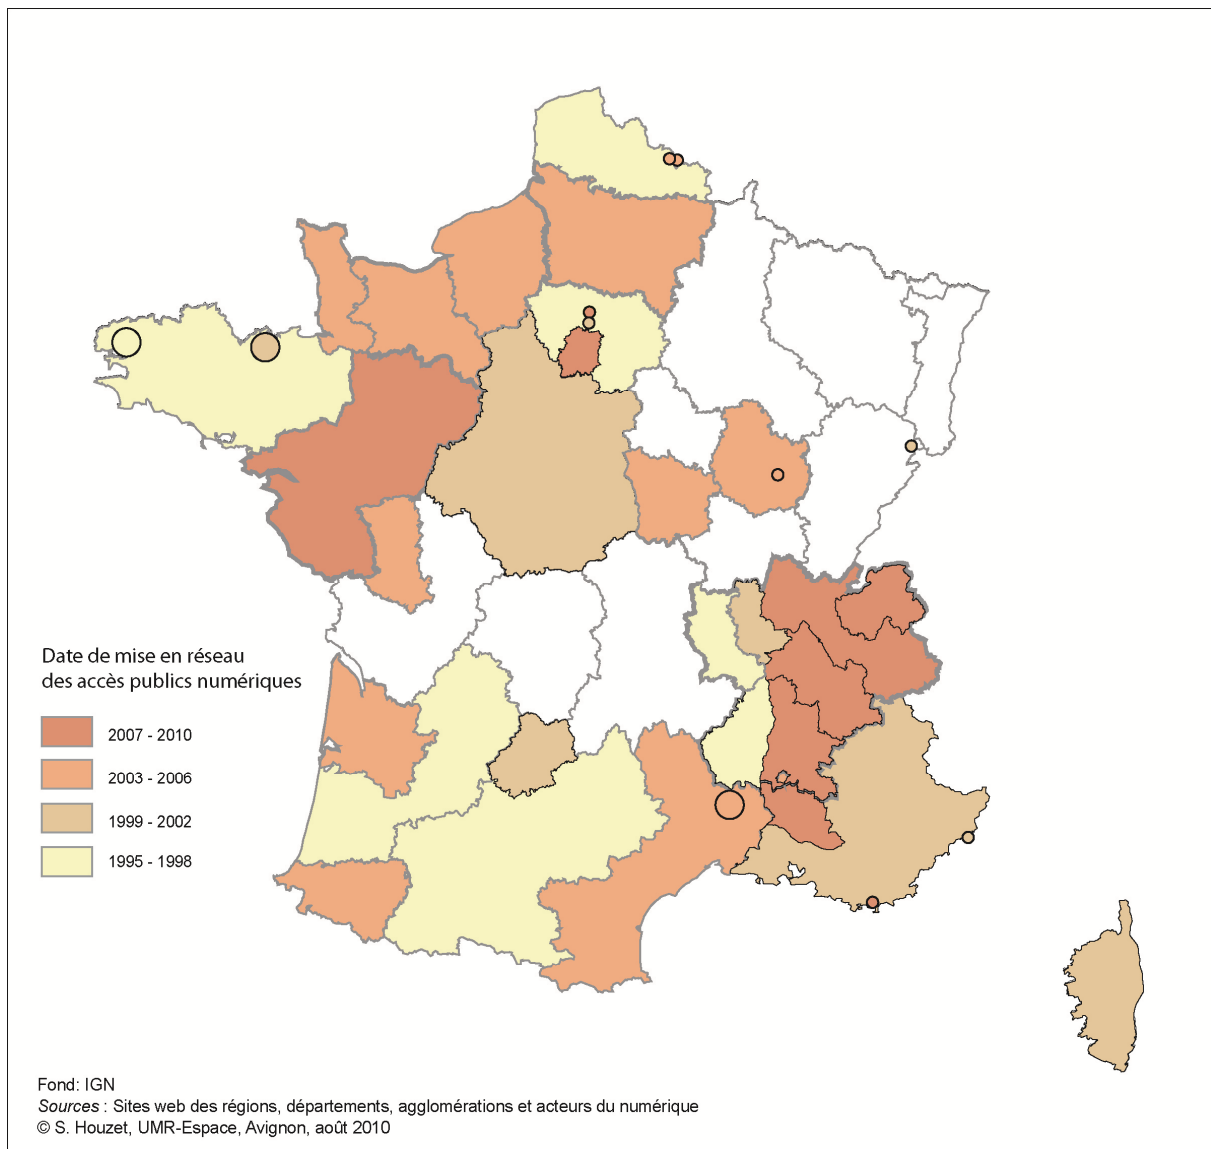 Date de mise en réseau
des accès publics numériques
2007 - 2010
2003 - 2006
1999 - 2002
1995 - 1998
Fond: IGN
Sources : Sites web des régions, départements, agglomérations et acteurs du numérique
© S. Houzet, UMR-Espace, Avignon, août 2010